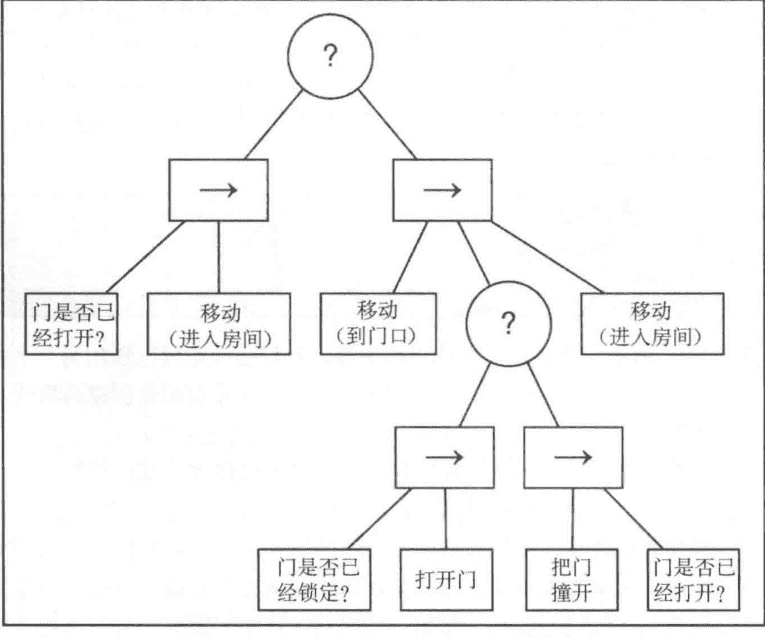 ?
→
→
门是否已
经打开?
移动
(进入房间)
移动
(到门口)
?
移动
(进入房间)
→
→
门是否已
经锁定?
打开门
把门
撞开
门是否已
经打开?